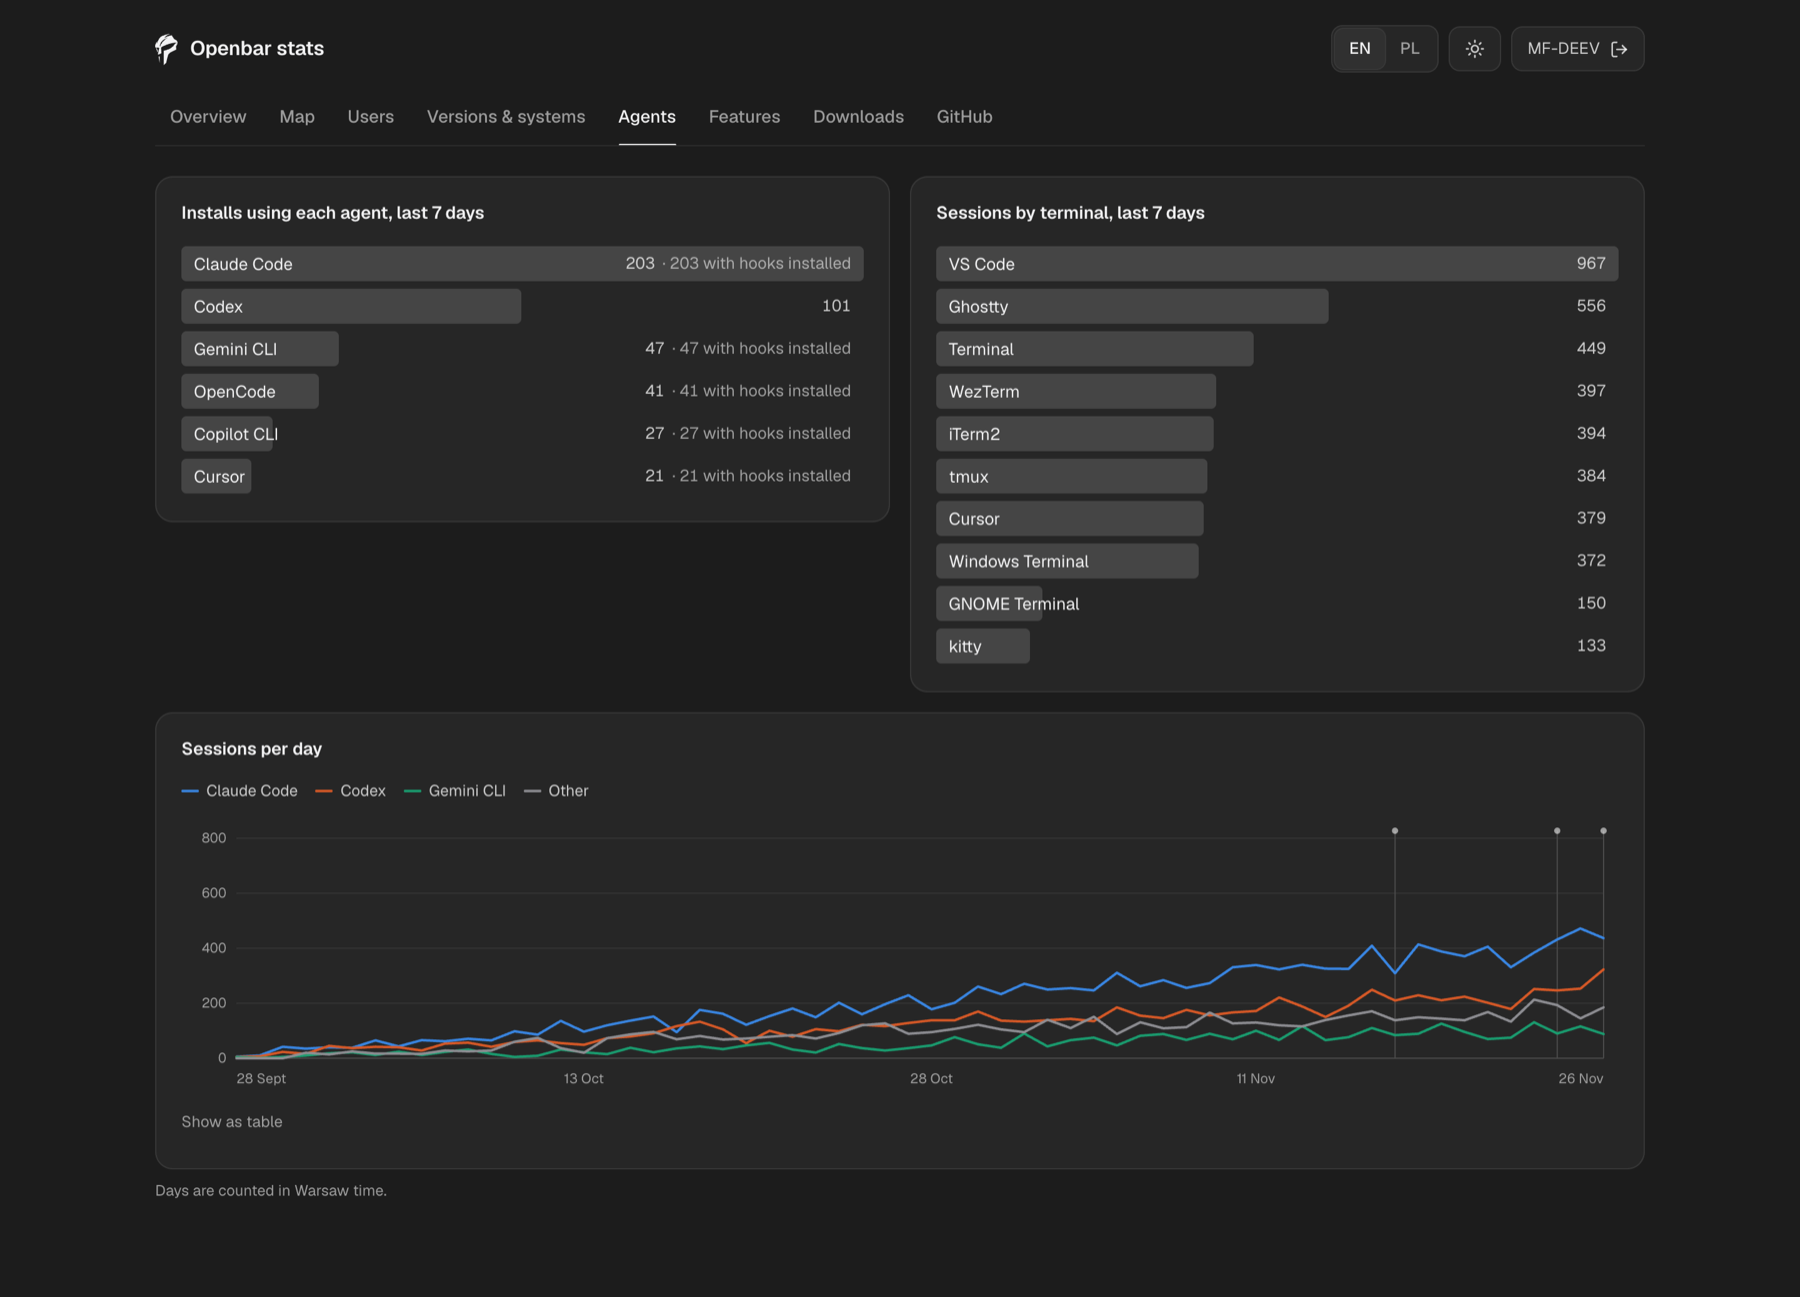 Openbar stats
EN PL
MF-DEEV
Overview Map Users Versions & systems Agents Features Downloads GitHub
Installs using each agent, last 7 days
Claude Code 203 · 203 with hooks installed
Codex 101
Gemini CLI 47 · 47 with hooks installed
OpenCode 41 · 41 with hooks installed
Copilot CLI 27 · 27 with hooks installed
Cursor 21 · 21 with hooks installed
Sessions by terminal, last 7 days
VS Code 967
Ghostty 556
Terminal 449
WezTerm 397
iTerm2 394
tmux 384
Cursor 379
Windows Terminal 372
GNOME Terminal 150
kitty 133
Sessions per day
Claude Code Codex Gemini CLI Other
800
600
400
200
0
28 Sept 13 Oct 28 Oct 11 Nov 26 Nov
Show as table
Days are counted in Warsaw time.